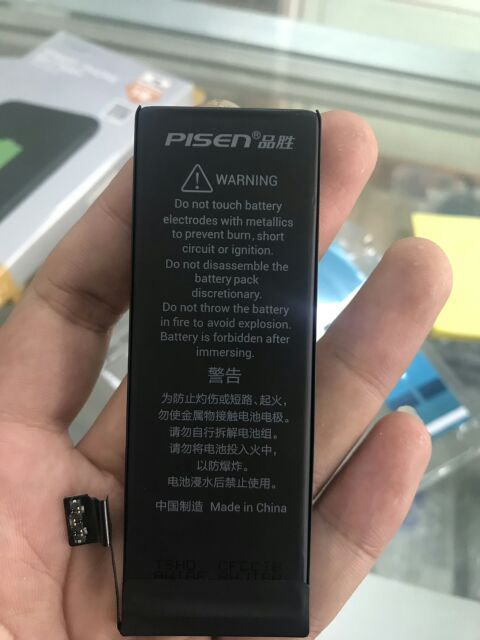 PISEN®品胜
WARNING
Do not touch battery
electrodes with metallics
to prevent burn, short
circuit or ignition.
Do not disassemble the
battery pack
discretionary.
Do not throw the battery
in fire to avoid explosion.
Battery is forbidden after
immersing.
警告
为防止灼伤或短路、起火，
勿使金属物接触电池电极。
请勿自行拆解电池组。
请勿将电池投入火中，
以防爆炸。
电池浸水后禁止使用。
中国制造 Made in China